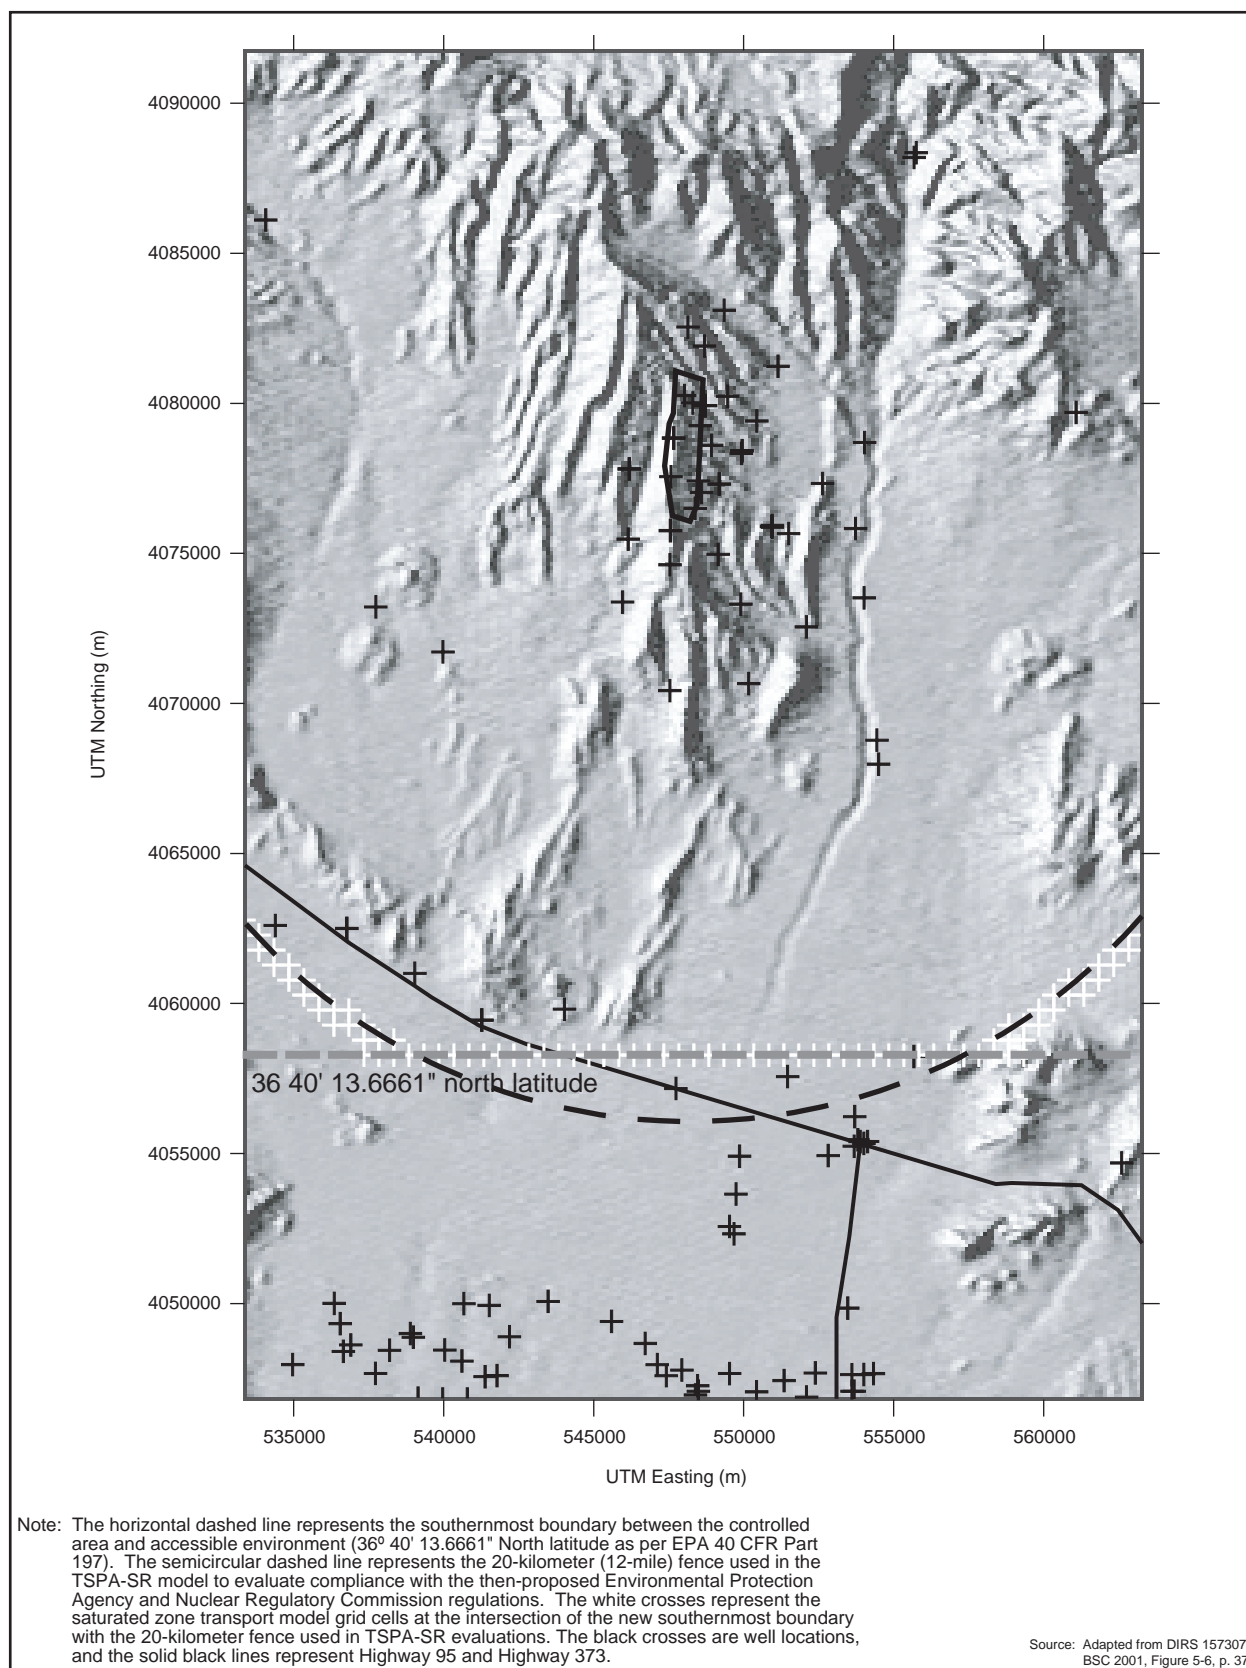 4090000
4085000
4080000
4075000
4070000
4065000
4060000
4055000
4050000
UTM Northing (m)
36 40' 13.6661" north latitude
535000 540000 545000 550000 555000 560000
UTM Easting (m)
Note: The horizontal dashed line represents the southernmost boundary between the controlled
area and accessible environment (36º 40' 13.6661" North latitude as per EPA 40 CFR Part
197). The semicircular dashed line represents the 20-kilometer (12-mile) fence used in the
TSPA-SR model to evaluate compliance with the then-proposed Environmental Protection
Agency and Nuclear Regulatory Commission regulations. The white crosses represent the
saturated zone transport model grid cells at the intersection of the new southernmost boundary
with the 20-kilometer fence used in TSPA-SR evaluations. The black crosses are well locations,
and the solid black lines represent Highway 95 and Highway 373.
Source: Adapted from DIRS 157307
BSC 2001, Figure 5-6, p. 37